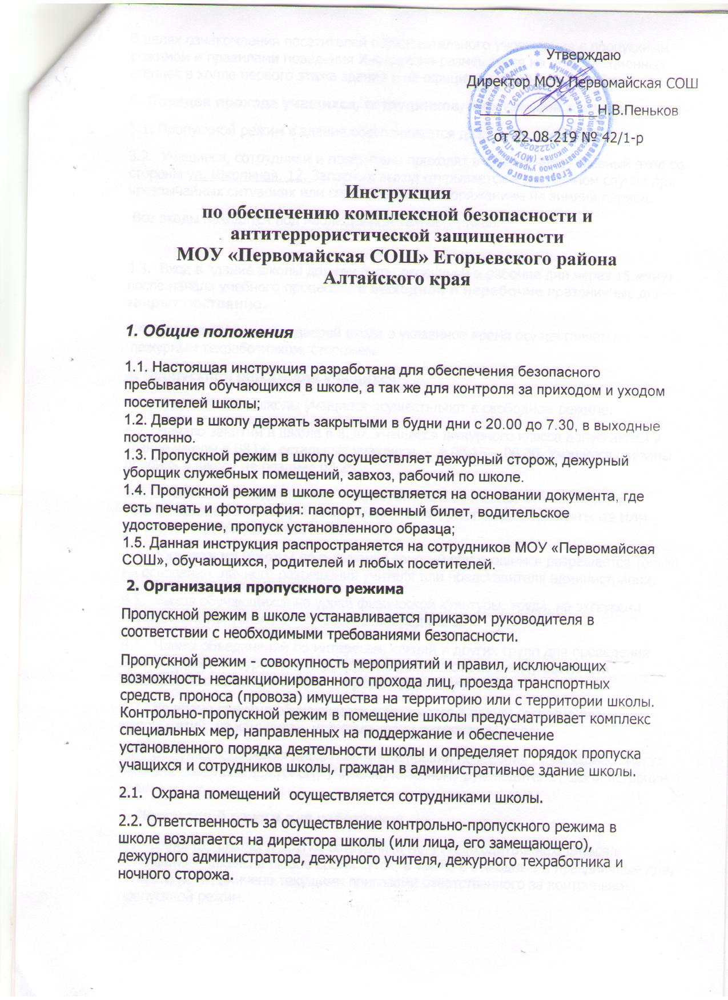 Утверждаю
Директор МОУ Первомайская СОШ
Н.В.Пеньков
от 22.08.219 № 42/1-р
Инструкция
по обеспечению комплексной безопасности и
антитеррористической защищенности
МОУ «Первомайская СОШ» Егорьевского района
Алтайского края
1. Общие положения
1.1. Настоящая инструкция разработана для обеспечения безопасного
пребывания обучающихся в школе, а так же для контроля за приходом и уходом
посетителей школы;
1.2. Двери в школу держать закрытыми в будни дни с 20.00 до 7.30, в выходные
постоянно.
1.3. Пропускной режим в школу осуществляет дежурный сторож, дежурный
уборщик служебных помещений, завхоз, рабочий по школе.
1.4. Пропускной режим в школе осуществляется на основании документа, где
есть печать и фотография: паспорт, военный билет, водительское
удостоверение, пропуск установленного образца;
1.5. Данная инструкция распространяется на сотрудников МОУ «Первомайская
СОШ», обучающихся, родителей и любых посетителей.
2. Организация пропускного режима
Пропускной режим в школе устанавливается приказом руководителя в
соответствии с необходимыми требованиями безопасности.
Пропускной режим - совокупность мероприятий и правил, исключающих
возможность несанкционированного прохода лиц, проезда транспортных
средств, проноса (провоза) имущества на территорию или с территории школы.
Контрольно-пропускной режим в помещение школы предусматривает комплекс
специальных мер, направленных на поддержание и обеспечение
установленного порядка деятельности школы и определяет порядок пропуска
учащихся и сотрудников школы, граждан в административное здание школы.
2.1. Охрана помещений осуществляется сотрудниками школы.
2.2. Ответственность за осуществление контрольно-пропускного режима в
школе возлагается на директора школы (или лица, его замещающего),
дежурного администратора, дежурного учителя, дежурного техработника и
ночного сторожа.